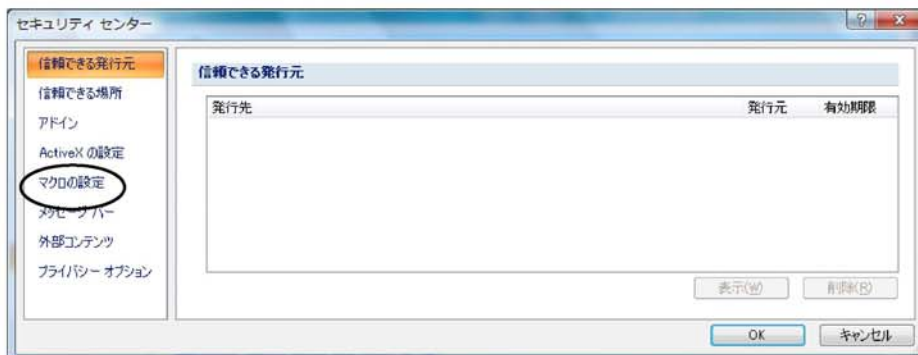 セキュリティ センター
信頼できる発行元
信頼できる場所
アドイン
ActiveX の設定
マクロの設定
メッセージ バー
外部コンテンツ
プライバシー オプション
信頼できる発行元
発行先 発行元 有効期限
表示(W) 削除(R)
OK キャンセル